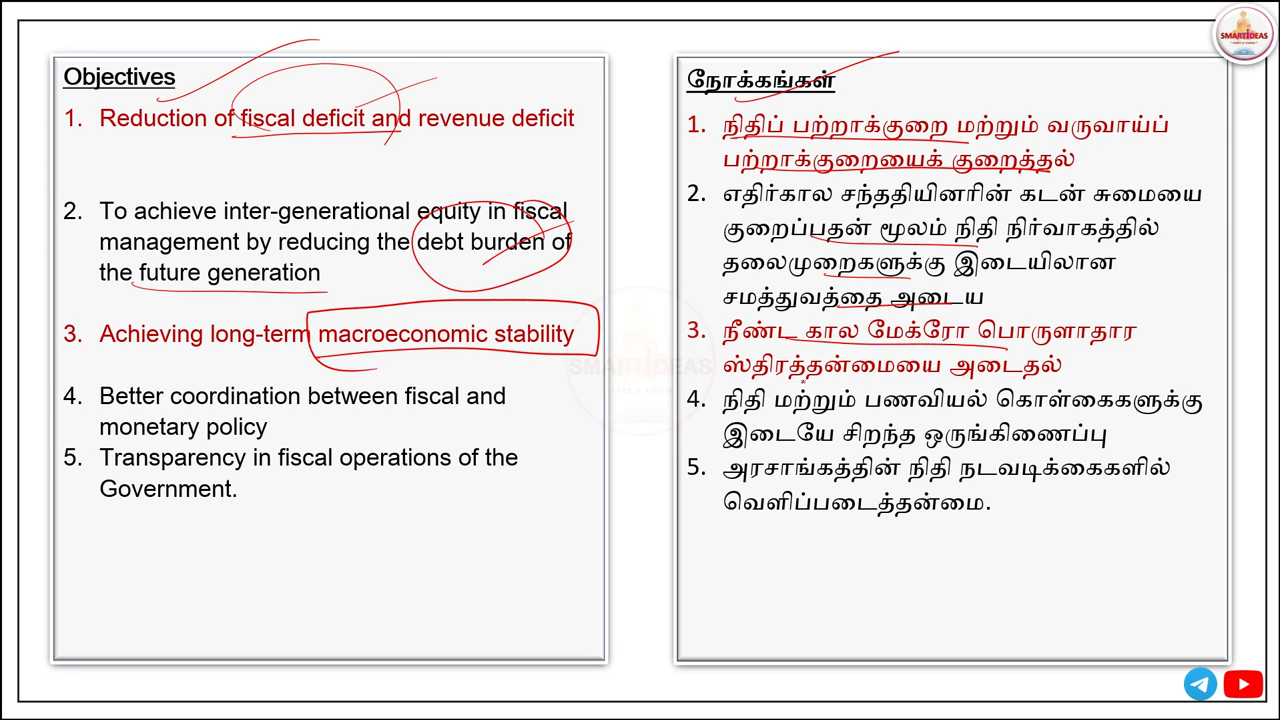 SMARTIDEAS
Objectives
1. Reduction of fiscal deficit and revenue deficit
2. To achieve inter-generational equity in fiscal
management by reducing the debt burden of
the future generation
3. Achieving long-term macroeconomic stability
4. Better coordination between fiscal and
monetary policy
5. Transparency in fiscal operations of the
Government.
நோக்கங்கள்
1. நிதிப் பற்றாக்குறை மற்றும் வருவாய்ப்
பற்றாக்குறையைக் குறைத்தல்
2. எதிர்கால சந்ததியினரின் கடன் சுமையை
குறைப்பதன் மூலம் நிதி நிர்வாகத்தில்
தலைமுறைகளுக்கு இடையிலான
சமத்துவத்தை அடைய
3. நீண்ட கால மேக்ரோ பொருளாதார
ஸ்திரத்தன்மையை அடைதல்
4. நிதி மற்றும் பணவியல் கொள்கைகளுக்கு
இடையே சிறந்த ஒருங்கிணைப்பு
5. அரசாங்கத்தின் நிதி நடவடிக்கைகளில்
வெளிப்படைத்தன்மை.
SMARTIDEAS